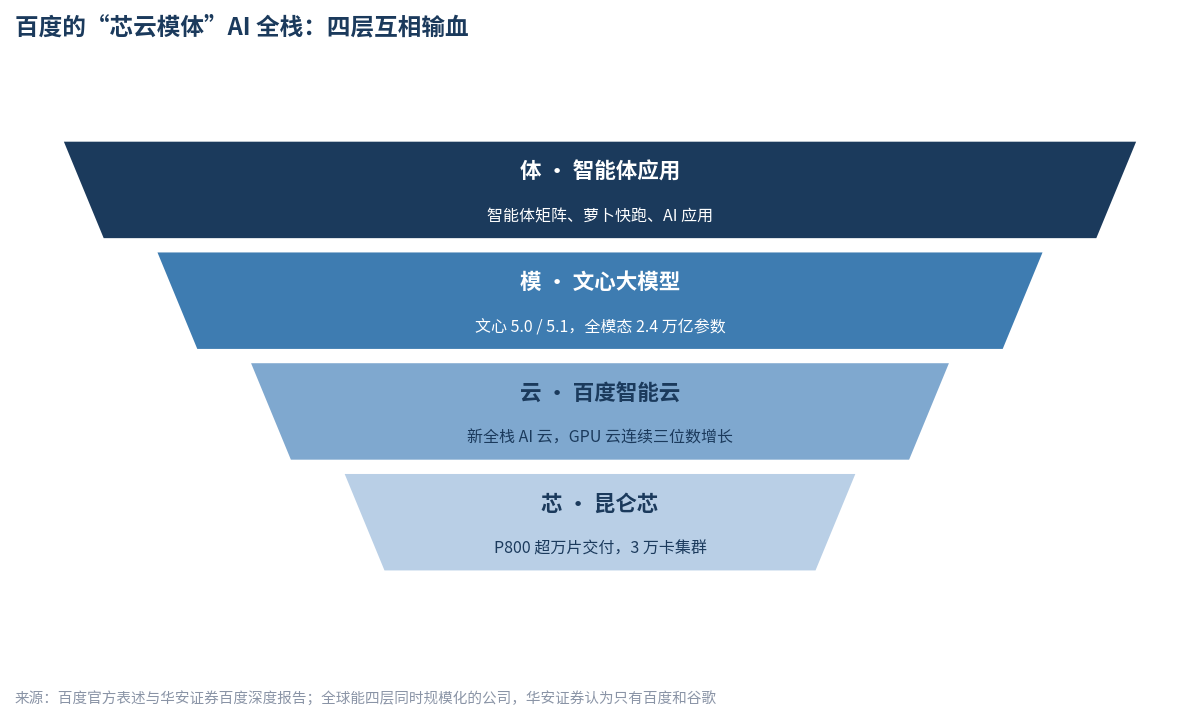 百度的“芯云模体”AI 全栈：四层互相输血
体 · 智能体应用
智能体矩阵、萝卜快跑、AI 应用
模 · 文心大模型
文心 5.0 / 5.1，全模态 2.4 万亿参数
云 · 百度智能云
新全栈 AI 云，GPU 云连续三位数增长
芯 · 昆仑芯
P800 超万片交付，3 万卡集群
来源：百度官方表述与华安证券百度深度报告；全球能四层同时规模化的公司，华安证券认为只有百度和谷歌